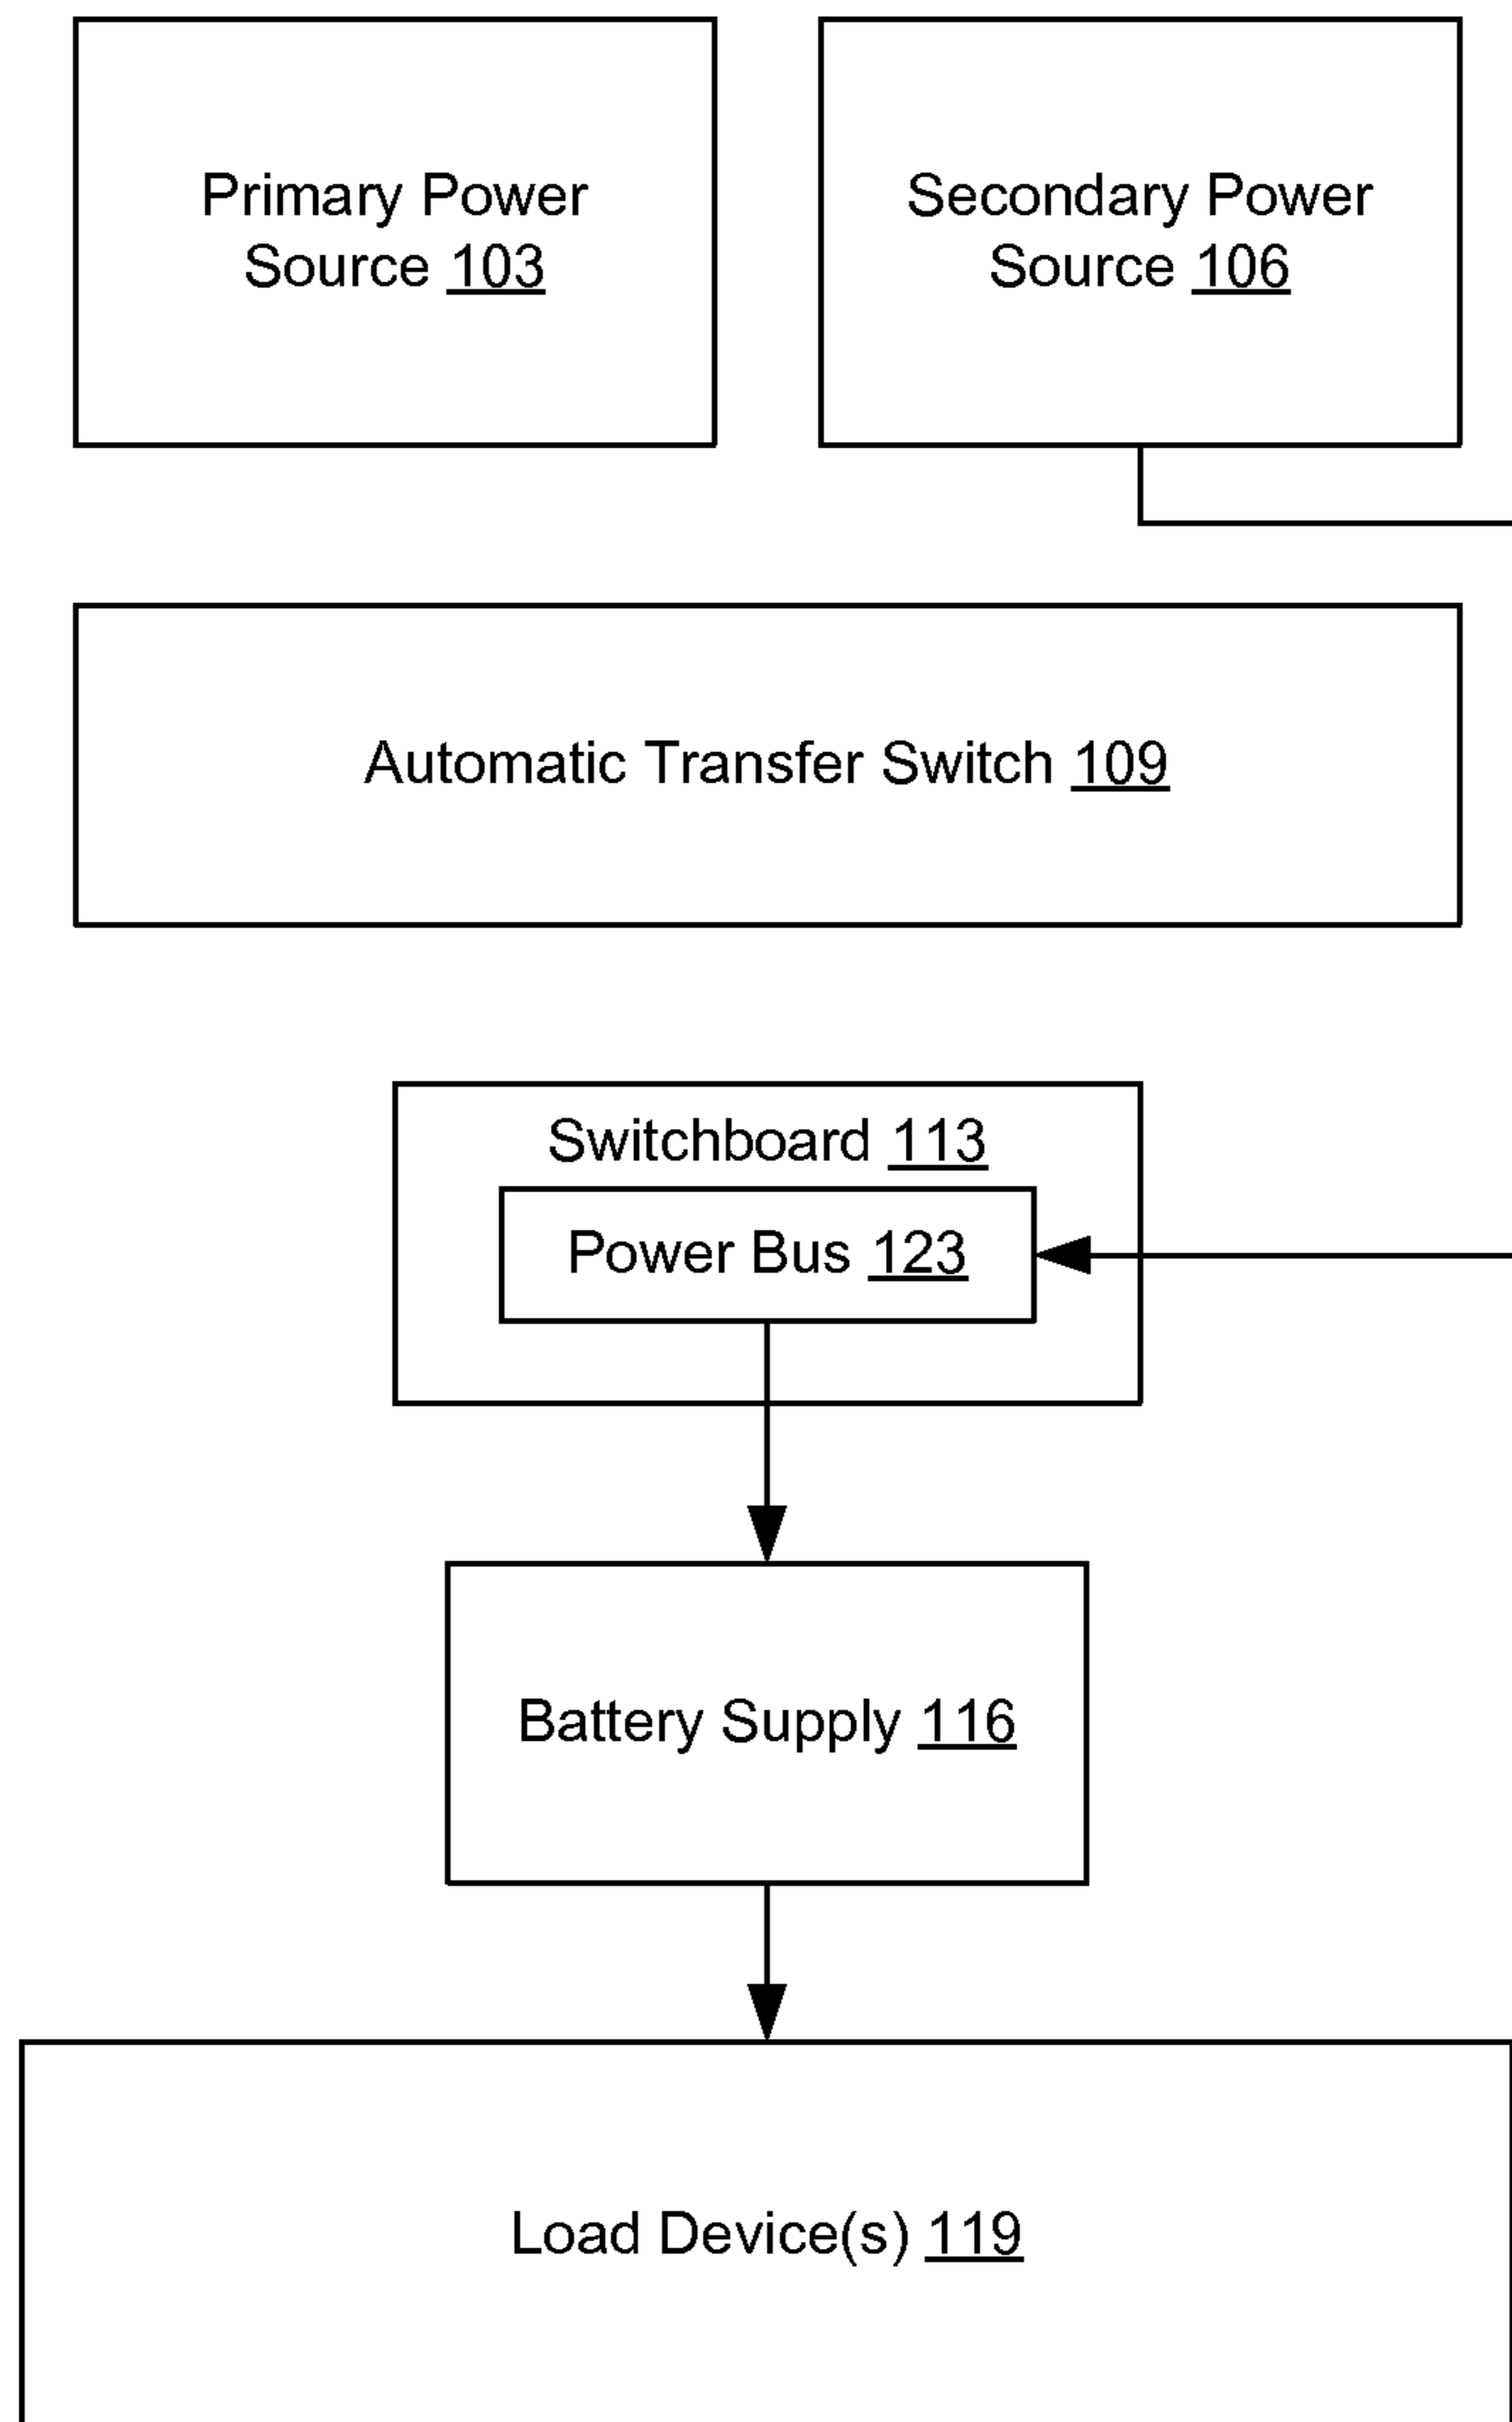 Primary Power
Source 103
Secondary Power
Source 106
Automatic Transfer Switch 109
Switchboard 113
Power Bus 123
Battery Supply 116
Load Device(s) 119